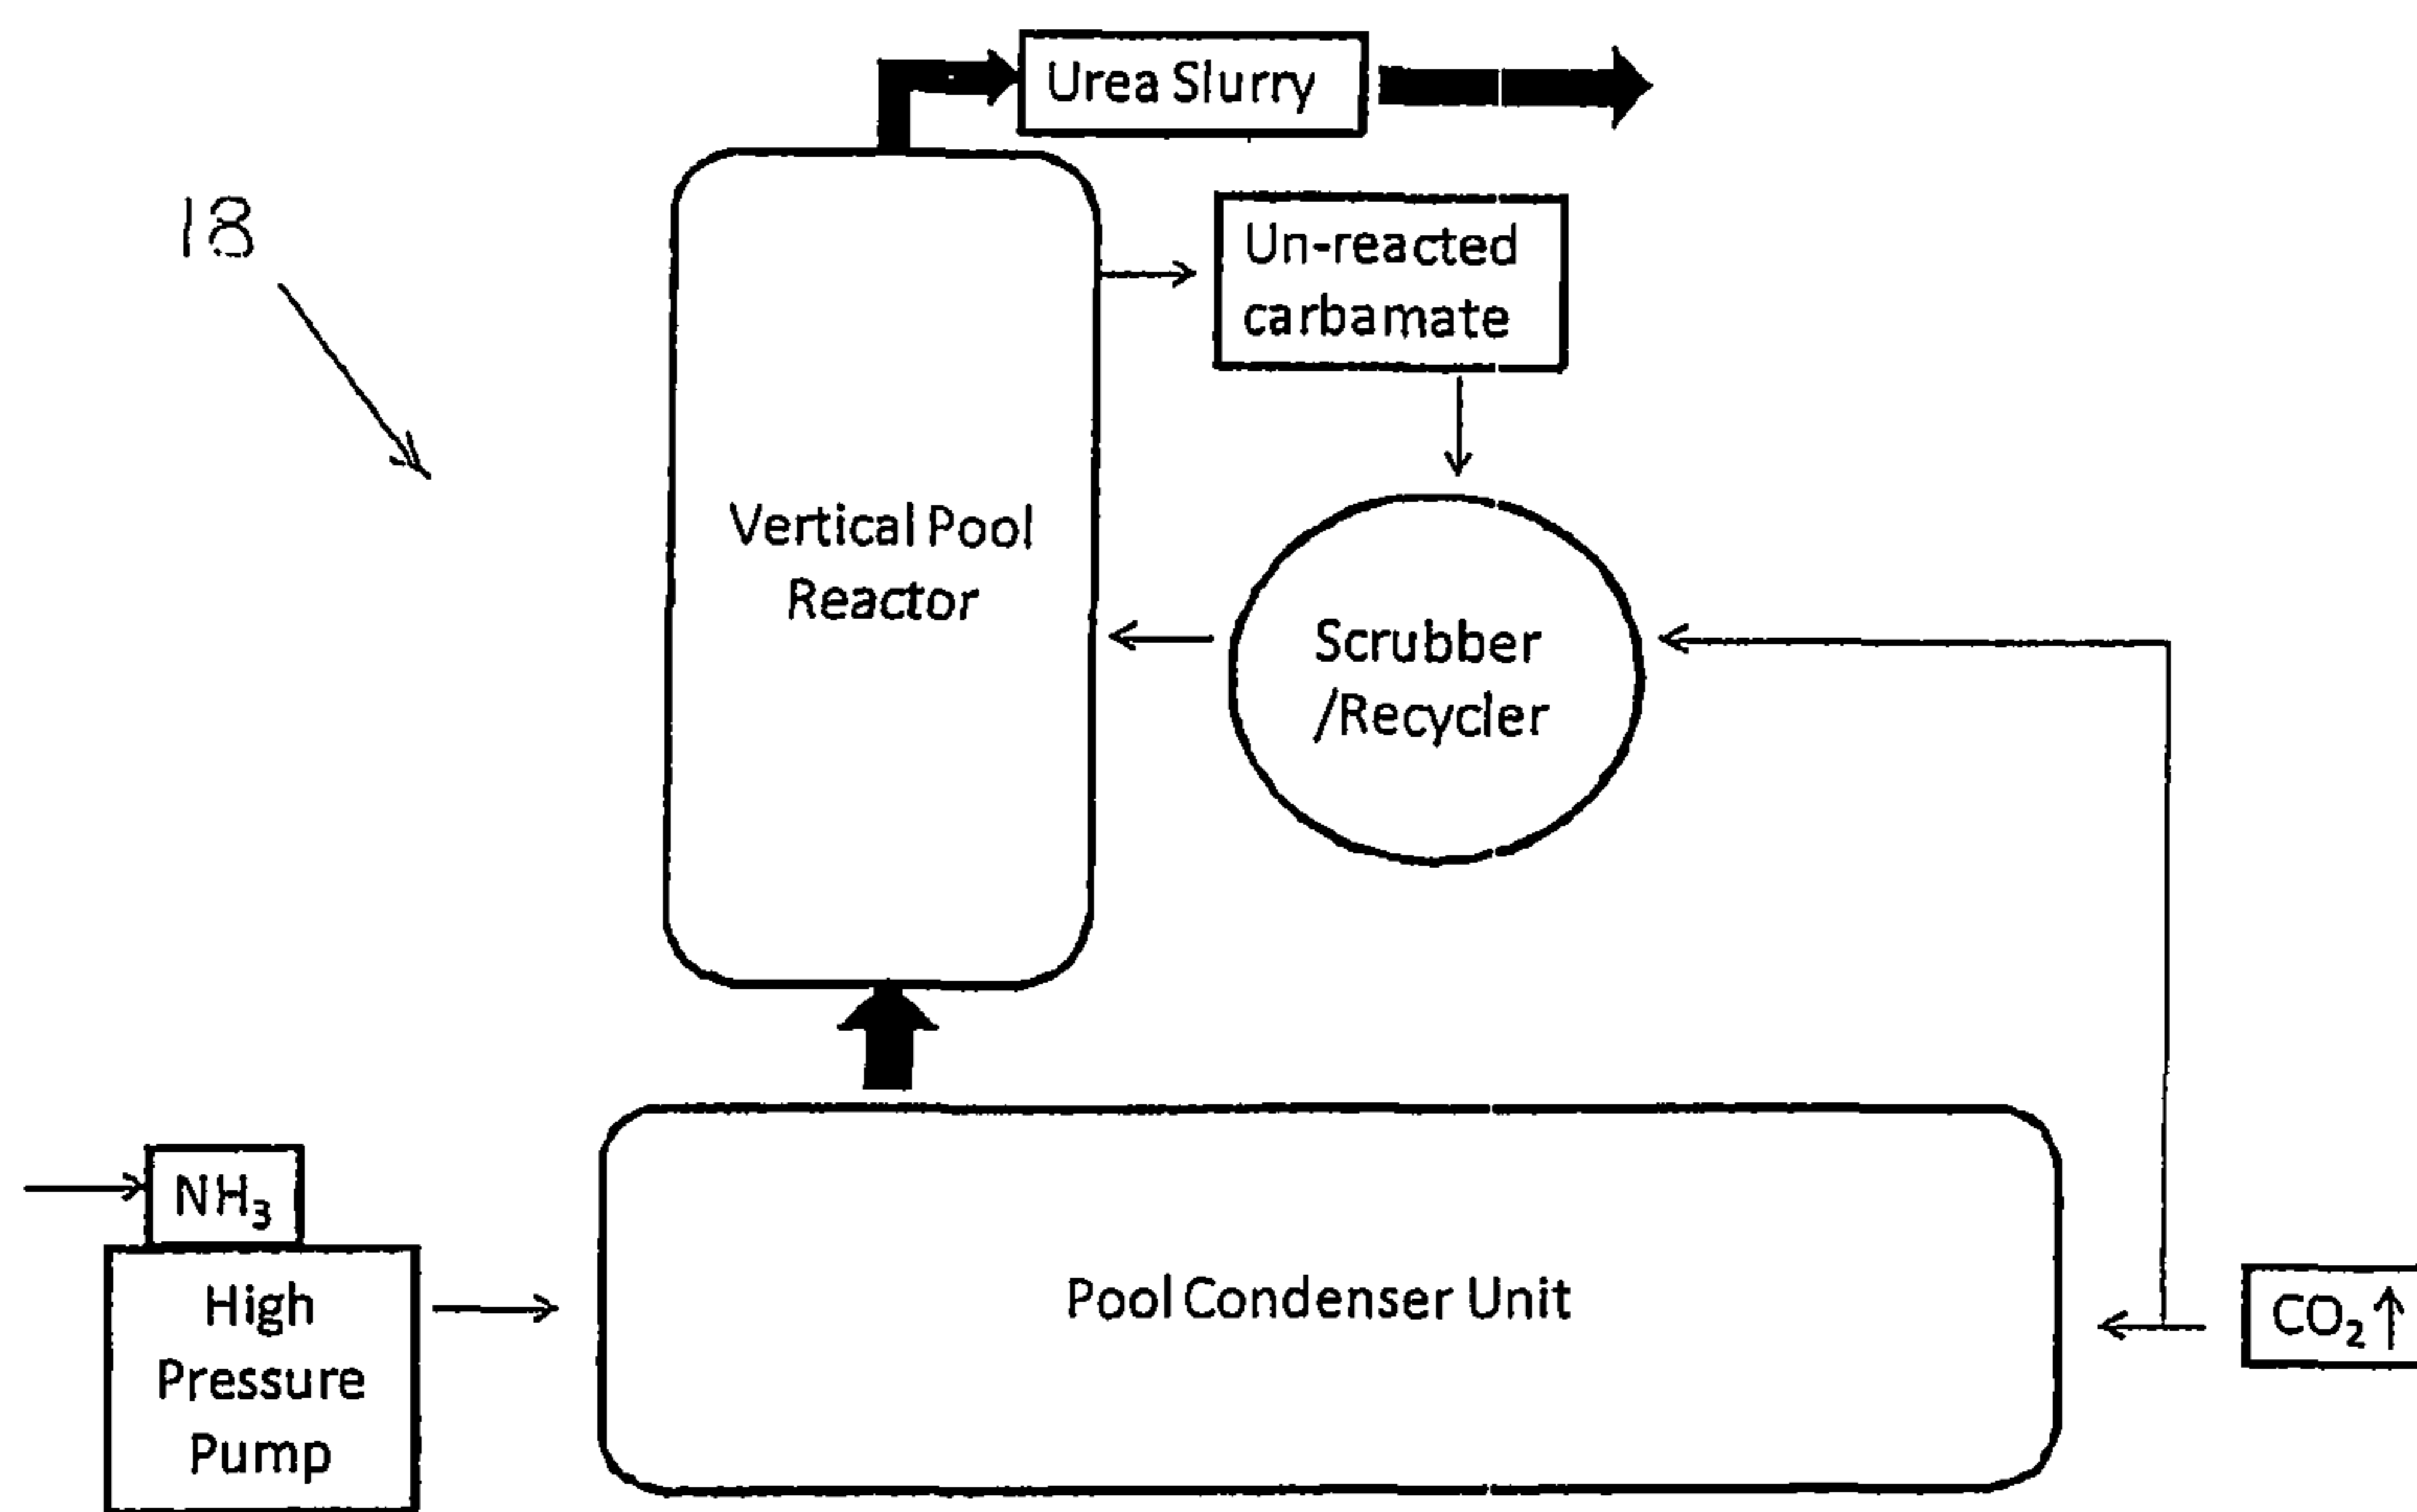 Urea Slurry
18
Un-reacted
carbamate
Vertical Pool
Reactor
Scrubber
/Recycler
NH₃
High
Pressure
Pump
Pool Condenser Unit
CO₂↑